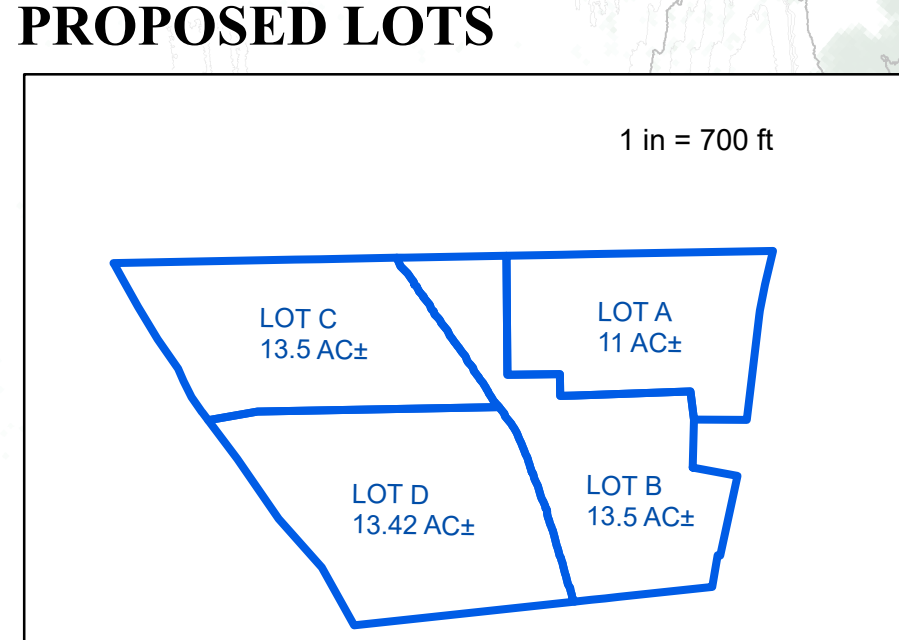 PROPOSED LOTS
1 in = 700 ft
LOT A
11 AC±
LOT C
13.5 AC±
LOT B
13.5 AC±
LOT D
13.42 AC±